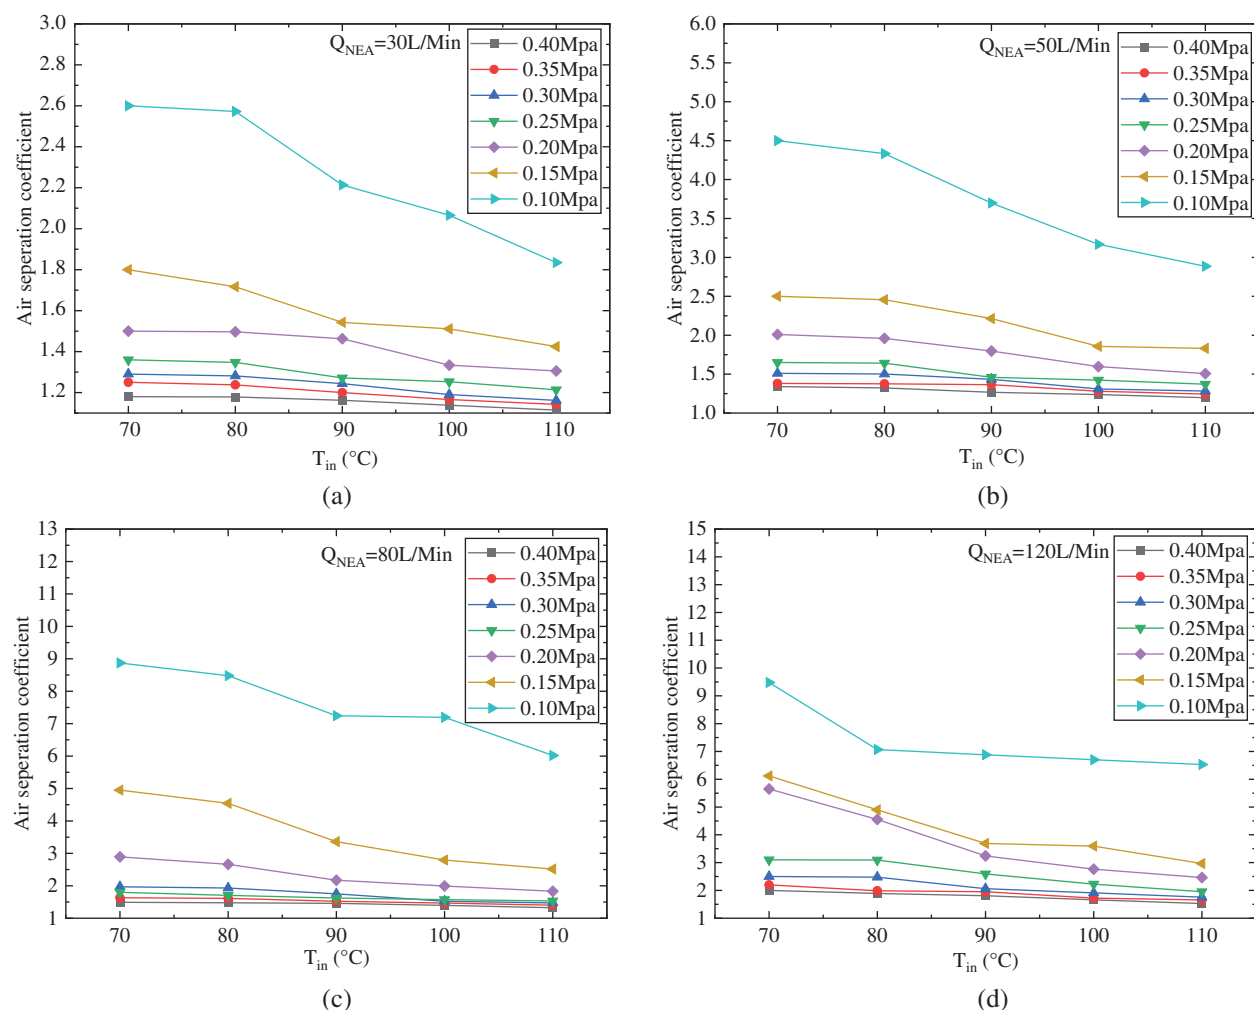 3.0
2.8
2.6
2.4
2.2
2.0
1.8
1.6
1.4
1.2
Air seperation coefficient
Q_NEA=30L/Min
0.40Mpa
0.35Mpa
0.30Mpa
0.25Mpa
0.20Mpa
0.15Mpa
0.10Mpa
70 80 90 100 110
T_in (°C)
(a)
6.0
5.5
5.0
4.5
4.0
3.5
3.0
2.5
2.0
1.5
1.0
Air seperation coefficient
Q_NEA=50L/Min
0.40Mpa
0.35Mpa
0.30Mpa
0.25Mpa
0.20Mpa
0.15Mpa
0.10Mpa
70 80 90 100 110
T_in (°C)
(b)
13
12
11
10
9
8
7
6
5
4
3
2
1
Air seperation coefficient
Q_NEA=80L/Min
0.40Mpa
0.35Mpa
0.30Mpa
0.25Mpa
0.20Mpa
0.15Mpa
0.10Mpa
70 80 90 100 110
T_in (°C)
(c)
15
14
13
12
11
10
9
8
7
6
5
4
3
2
1
Air seperation coefficient
Q_NEA=120L/Min
0.40Mpa
0.35Mpa
0.30Mpa
0.25Mpa
0.20Mpa
0.15Mpa
0.10Mpa
70 80 90 100 110
T_in (°C)
(d)